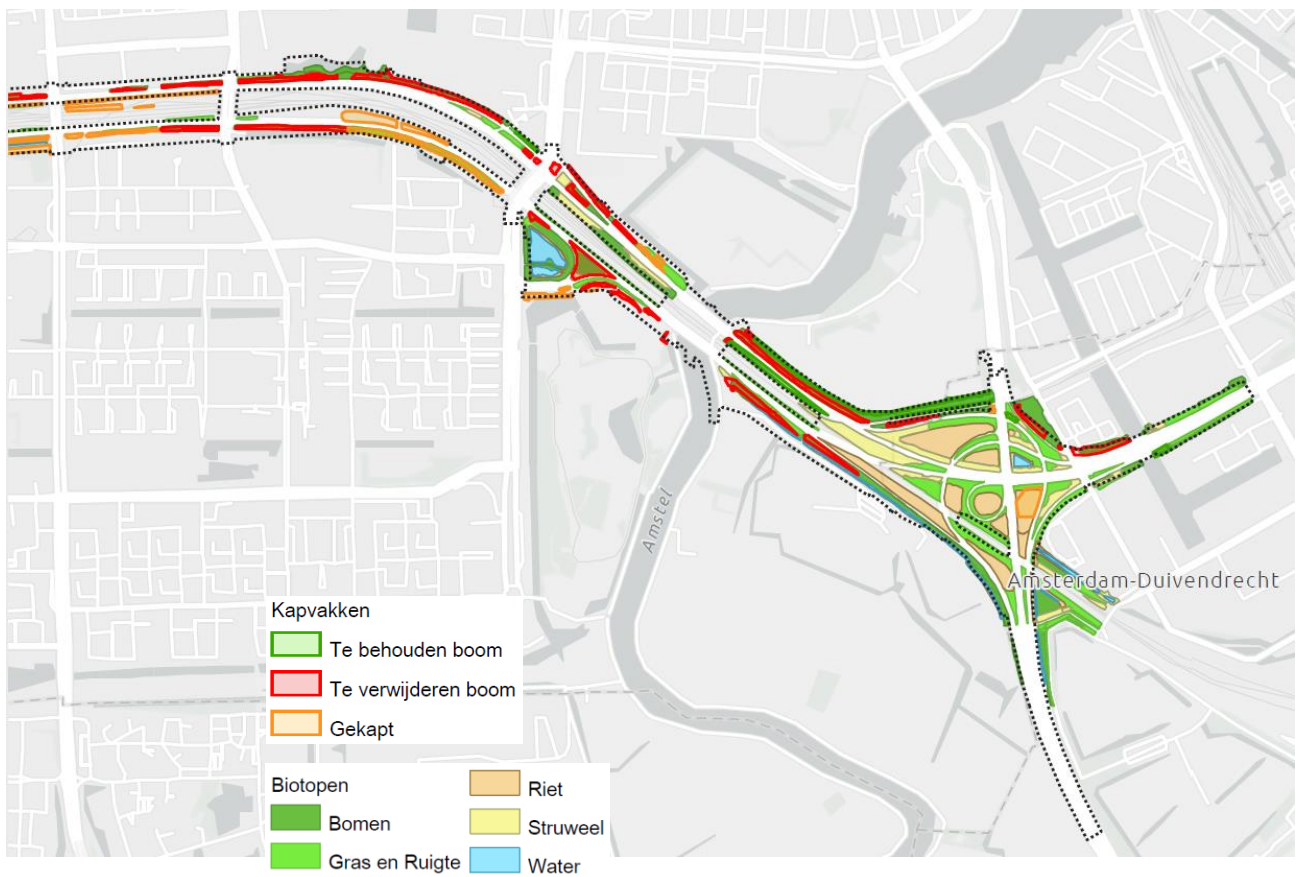 Amstel
Amsterdam-Duivendrecht
Kapvakken
Te behouden boom
Te verwijderen boom
Gekapt
Biotopen
Bomen
Gras en Ruigte
Riet
Struweel
Water